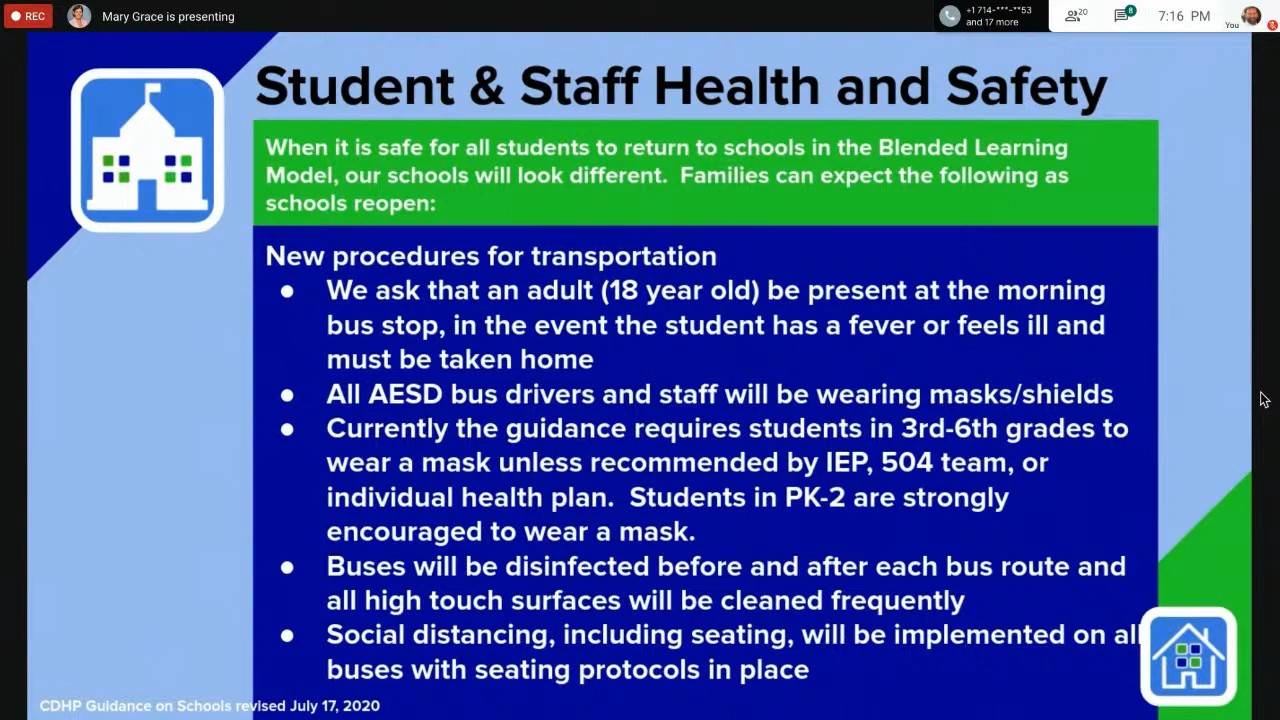 REC
Mary Grace is presenting
+1 714-***-**53
and 17 more
20
8
7:16 PM
You
Student & Staff Health and Safety
When it is safe for all students to return to schools in the Blended Learning
Model, our schools will look different. Families can expect the following as
schools reopen:
New procedures for transportation
● We ask that an adult (18 year old) be present at the morning
bus stop, in the event the student has a fever or feels ill and
must be taken home
● All AESD bus drivers and staff will be wearing masks/shields
● Currently the guidance requires students in 3rd-6th grades to
wear a mask unless recommended by IEP, 504 team, or
individual health plan. Students in PK-2 are strongly
encouraged to wear a mask.
● Buses will be disinfected before and after each bus route and
all high touch surfaces will be cleaned frequently
● Social distancing, including seating, will be implemented on all
buses with seating protocols in place
CDHP Guidance on Schools revised July 17, 2020